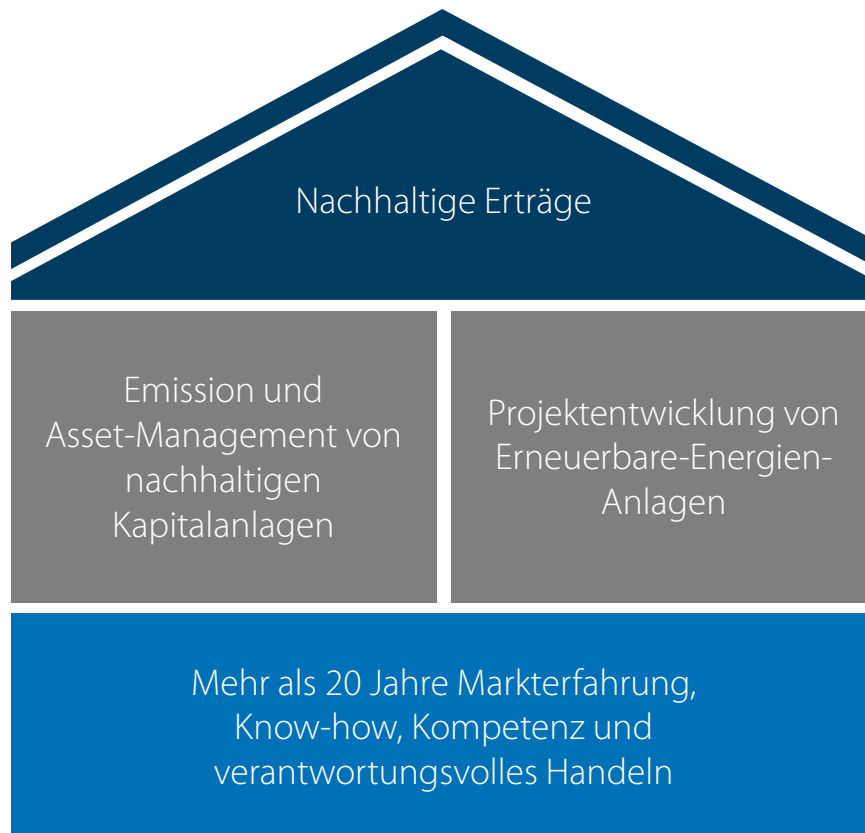 Nachhaltige Erträge
Emission und
Asset-Management von
nachhaltigen
Kapitalanlagen
Projektentwicklung von
Erneuerbare-Energien-
Anlagen
Mehr als 20 Jahre Markterfahrung,
Know-how, Kompetenz und
verantwortungsvolles Handeln